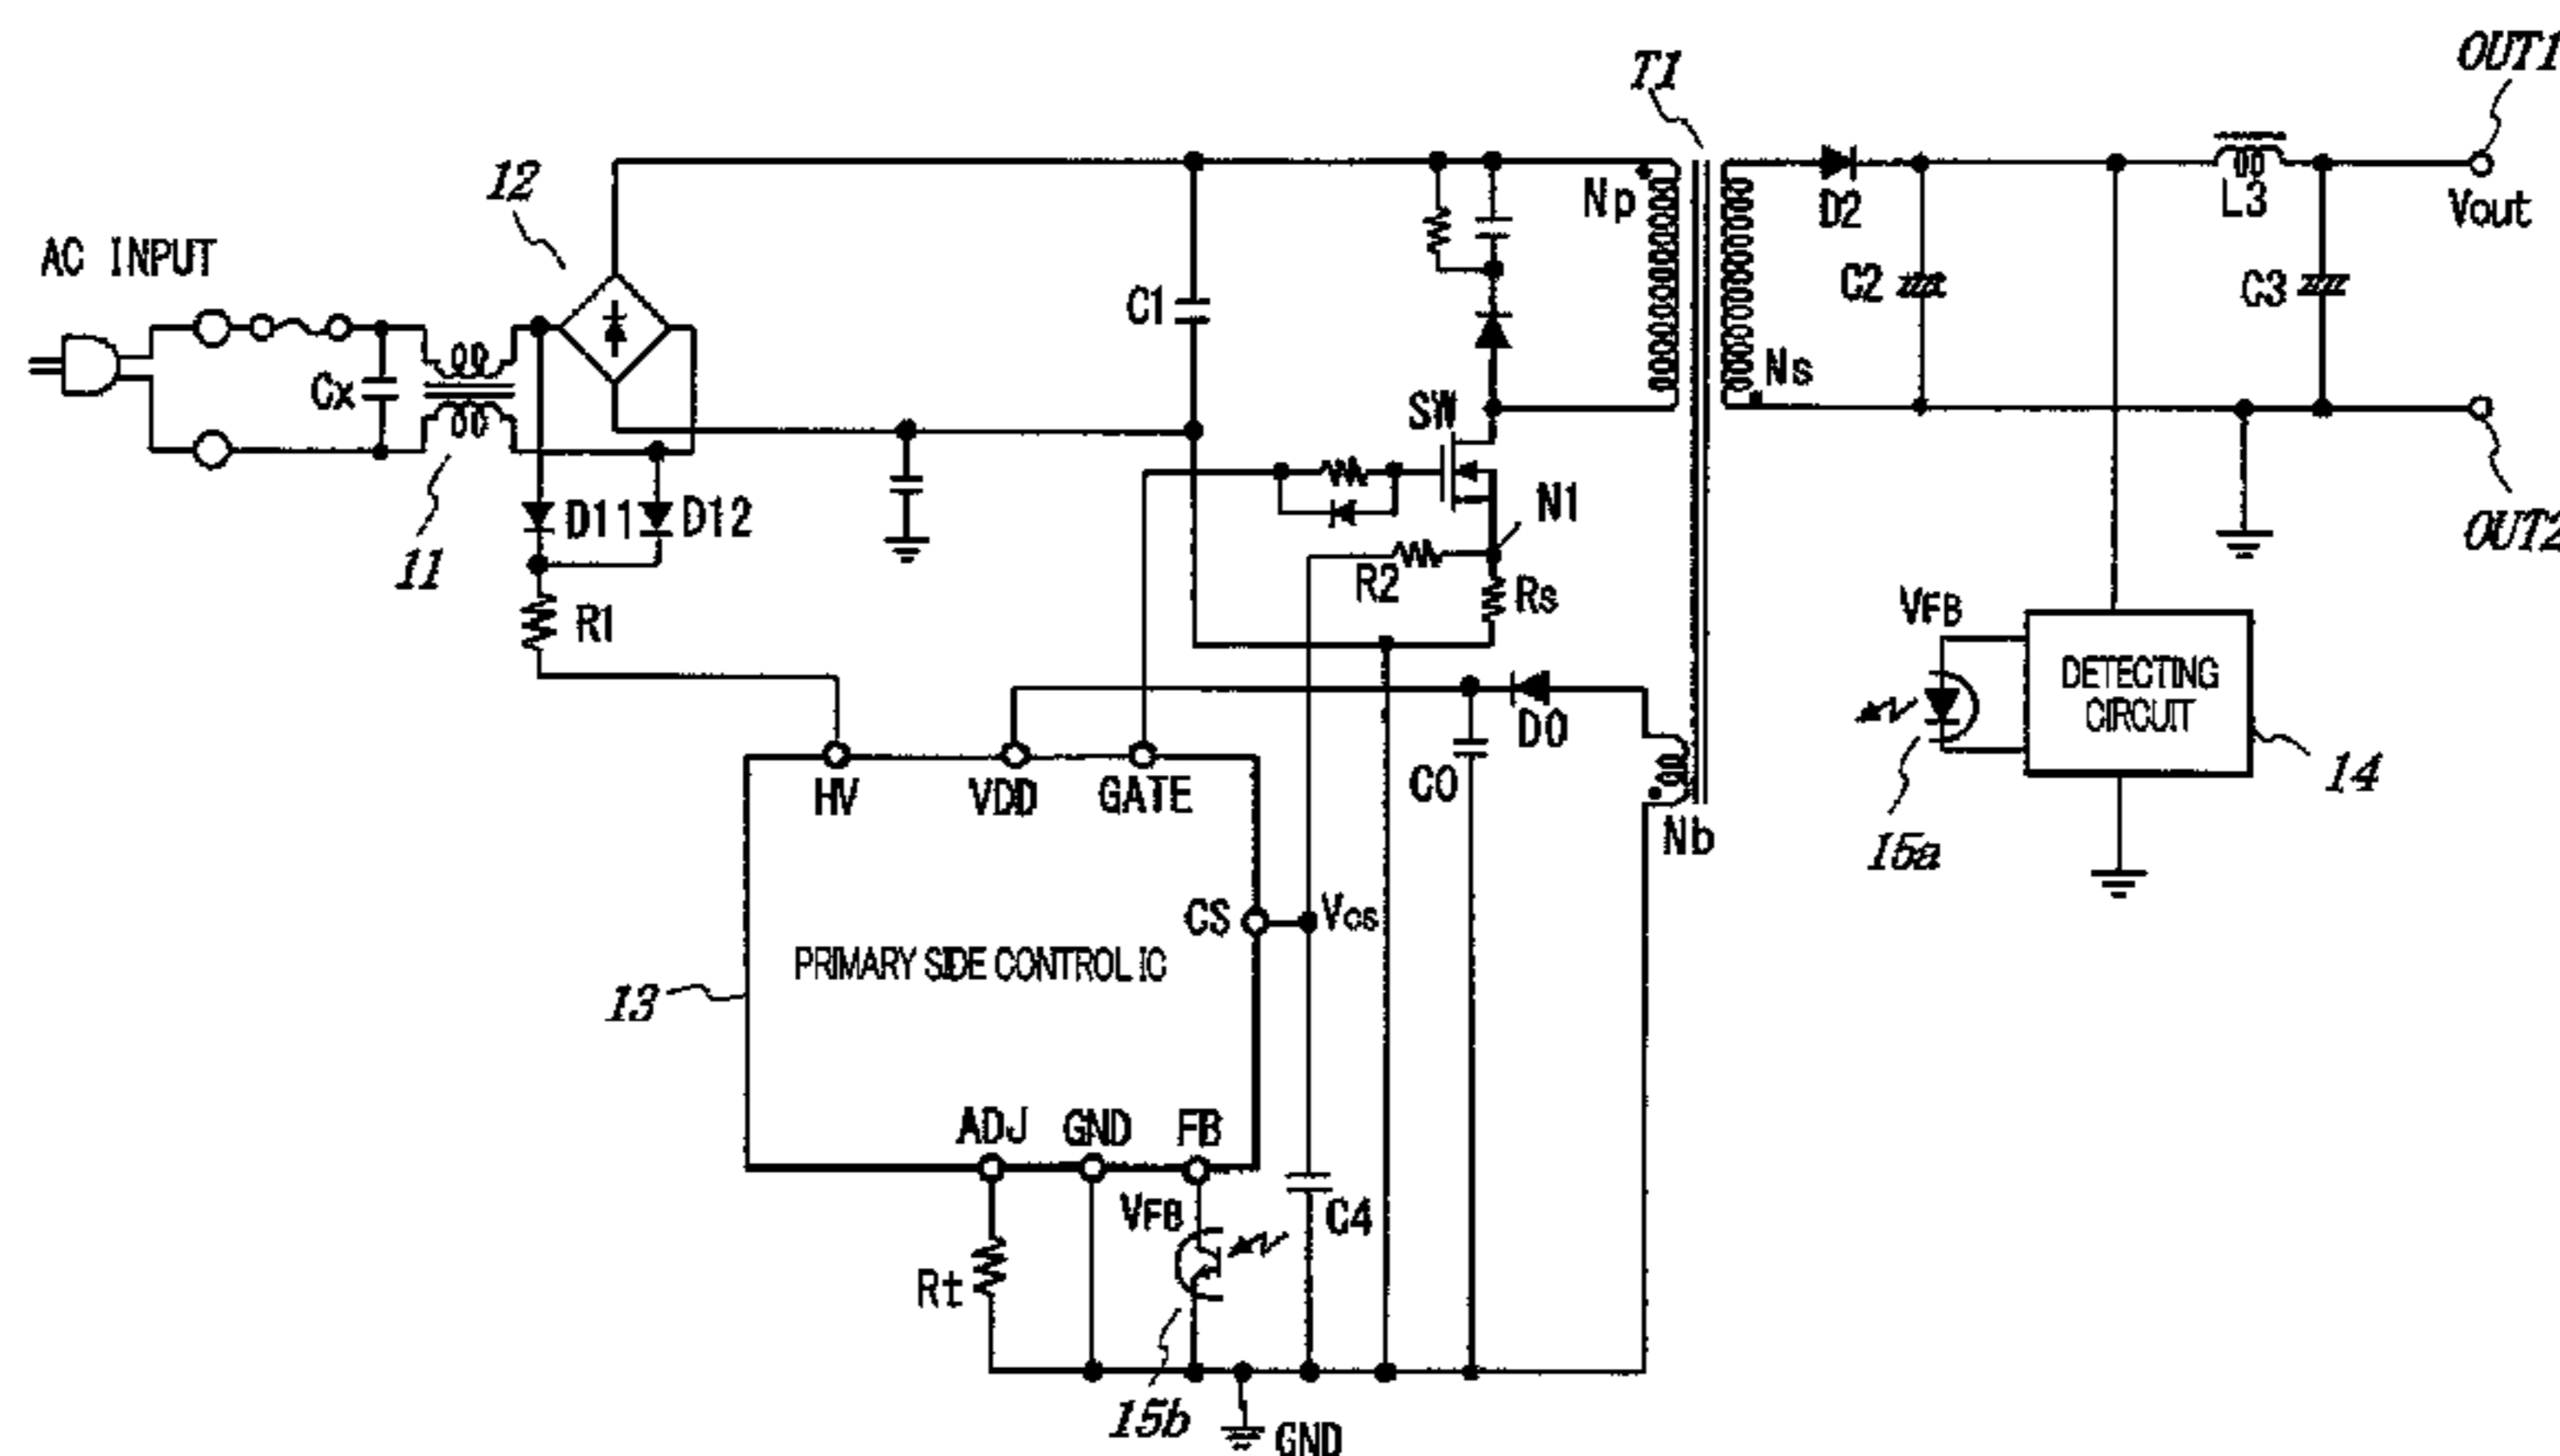 OUT1
T1
12
Np
D2
L3
Vout
AC INPUT
C1
C2
C3
Cx
Ns
SW
N1
OUT2
D11
D12
11
R1
R2
Rs
VFB
DETECTING
CIRCUIT
D0
C0
14
HV
VDD
GATE
Nb
15a
CS
Vcs
PRIMARY SIDE CONTROL IC
13
ADJ
GND
FB
VFB
C4
Rt
15b
GND